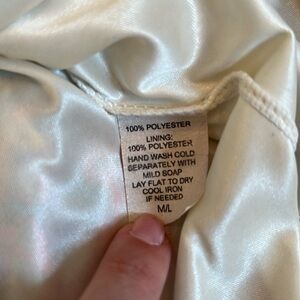 100% POLYESTER
LINING:
100% POLYESTER
HAND WASH COLD
SEPARATELY WITH
MILD SOAP
LAY FLAT TO DRY
COOL IRON
IF NEEDED
M/L